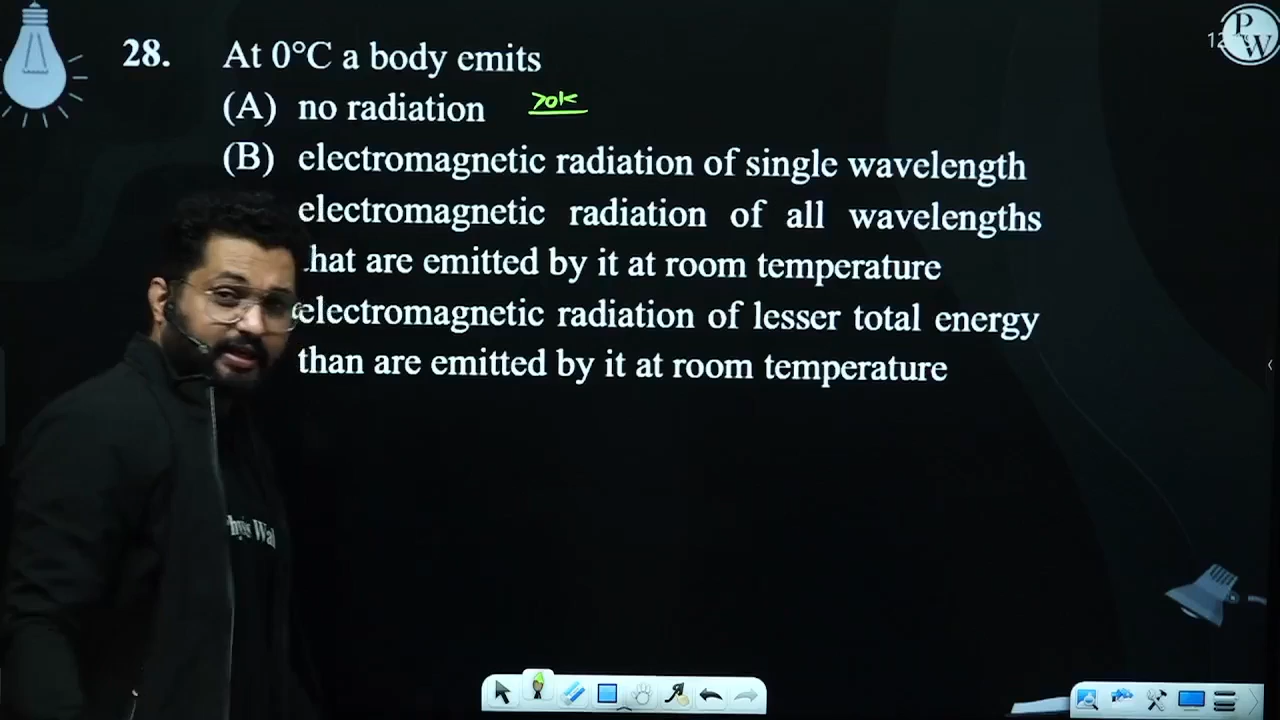 28. At 0°C a body emits
(A) no radiation >0K
(B) electromagnetic radiation of single wavelength
electromagnetic radiation of all wavelengths
hat are emitted by it at room temperature
electromagnetic radiation of lesser total energy
than are emitted by it at room temperature
PW